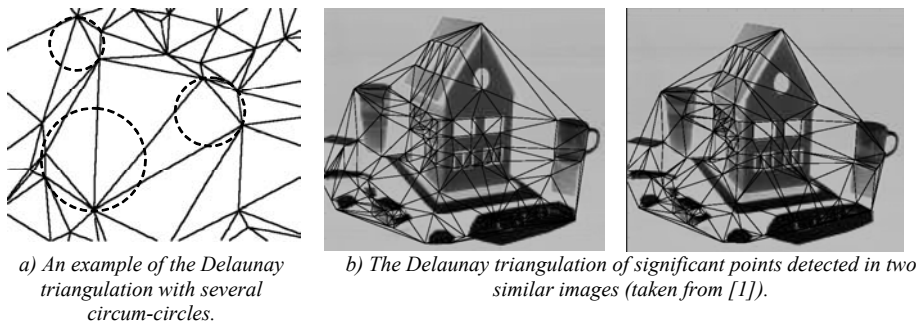 a) An example of the Delaunay
triangulation with several
circum-circles.
b) The Delaunay triangulation of significant points detected in two
similar images (taken from [1]).